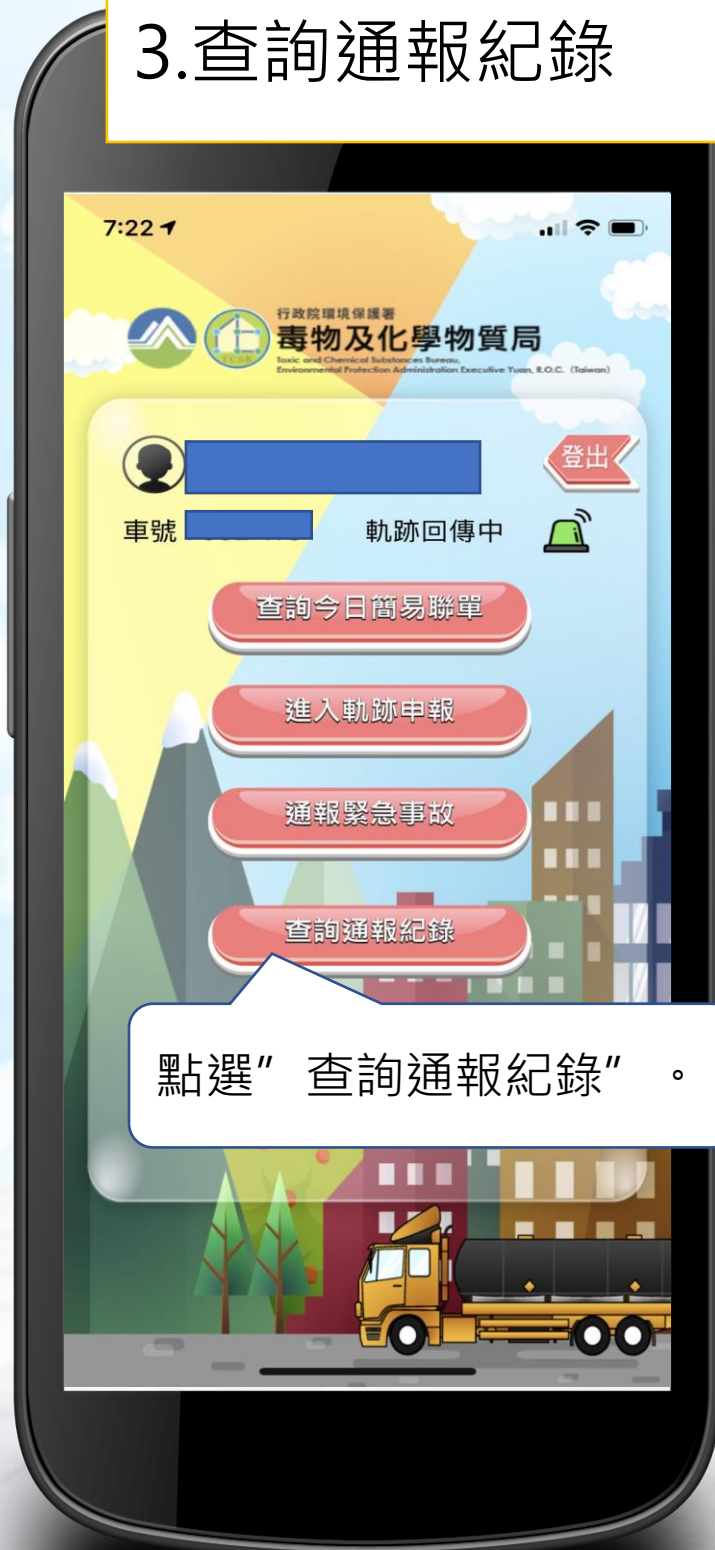 3.查詢通報紀錄
7:22
行政院環境保護署
毒物及化學物質局
Toxic and Chemical Substances Bureau,
Environmental Protection Administration Executive Yuan, R.O.C. (Taiwan)
TCSB
登出
車號
軌跡回傳中
查詢今日簡易聯單
進入軌跡申報
通報緊急事故
查詢通報紀錄
點選”查詢通報紀錄”。